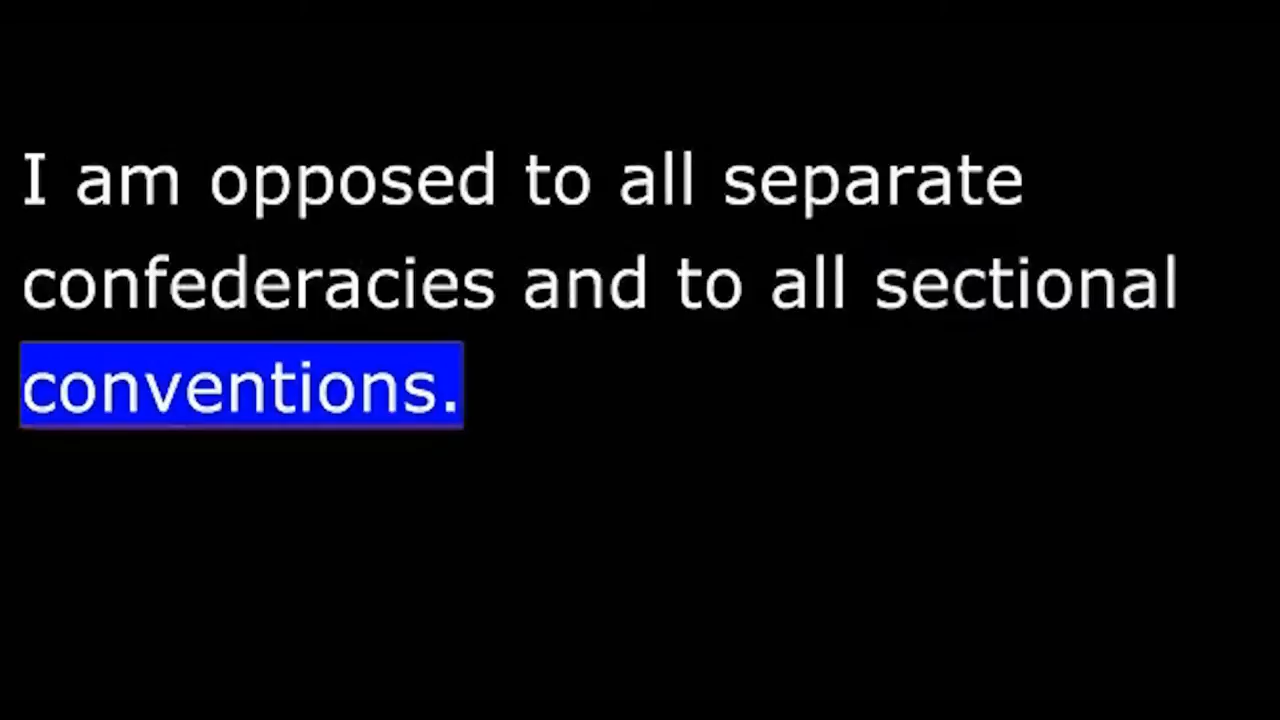 I am opposed to all separate
confederacies and to all sectional
conventions.